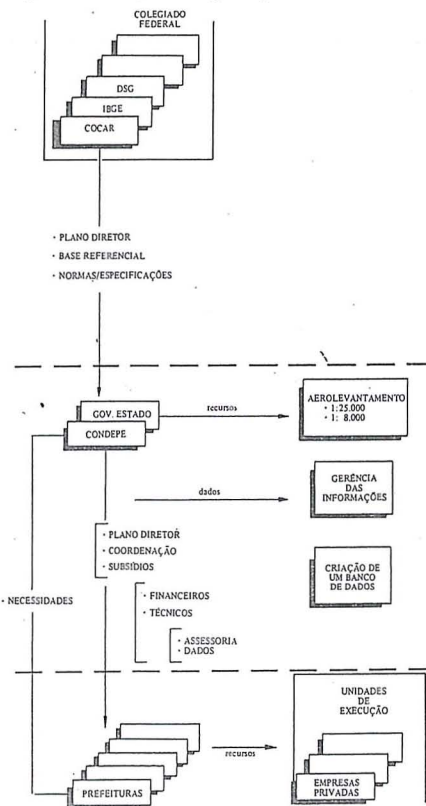 COLEGIADO
FEDERAL
DSG
IBGE
COCAR
· PLANO DIRETOR
· BASE REFERENCIAL
· NORMAS/ESPECIFICAÇÕES
GOV. ESTADO
CONDEPE
recursos
AEROLEVANTAMENTO
· 1:25.000
· 1: 8.000
dados
GERÊNCIA
DAS
INFORMAÇÕES
· PLANO DIRETOR
· COORDENAÇÃO
· SUBSÍDIOS
CRIAÇÃO DE
UM BANCO
DE DADOS
· NECESSIDADES
· FINANCEIROS
· TÉCNICOS
· ASSESSORIA
· DADOS
UNIDADES
DE
EXECUÇÃO
PREFEITURAS
recursos
EMPRESAS
PRIVADAS